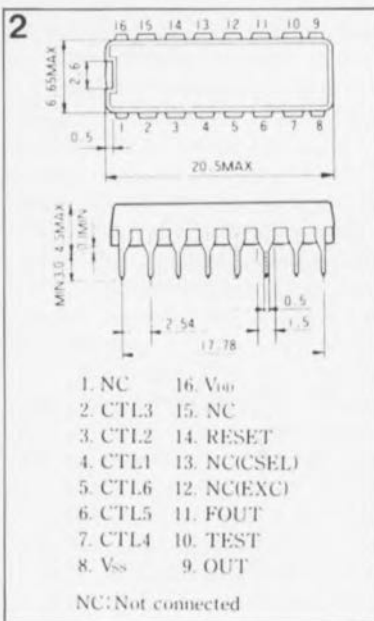 2
16 15 14 13 12 11 10 9
6.65MAX
2.6
1 2 3 4 5 6 7 8
0.5
20.5MAX
MIN3.0 4.5MAX
0.1MIN
0.5
2.54
1.5
17.78
1. NC 16. VDD
2. CTL3 15. NC
3. CTL2 14. RESET
4. CTL1 13. NC(CSEL)
5. CTL6 12. NC(EXC)
6. CTL5 11. FOUT
7. CTL4 10. TEST
8. Vss 9. OUT
NC:Not connected